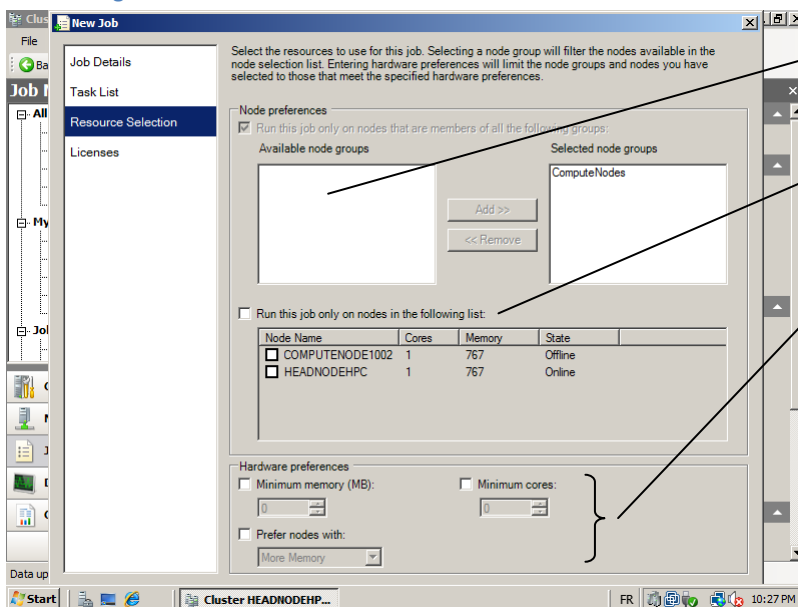 Clus
New Job
File
Ba
Job
All
My
Jo
Data up
Job Details
Task List
Resource Selection
Licenses
Select the resources to use for this job. Selecting a node group will filter the nodes available in the
node selection list. Entering hardware preferences will limit the node groups and nodes you have
selected to those that meet the specified hardware preferences.
Node preferences
Run this job only on nodes that are members of all the following groups:
Available node groups
Selected node groups
ComputeNodes
Add >>
<< Remove
Run this job only on nodes in the following list:
Node Name Cores Memory State
COMPUTENODE1002 1 767 Offline
HEADNODEHPC 1 767 Online
Hardware preferences
Minimum memory (MB):
Minimum cores:
0
0
Prefer nodes with:
More Memory
Start
Cluster HEADNODEHP...
FR
10:27 PM